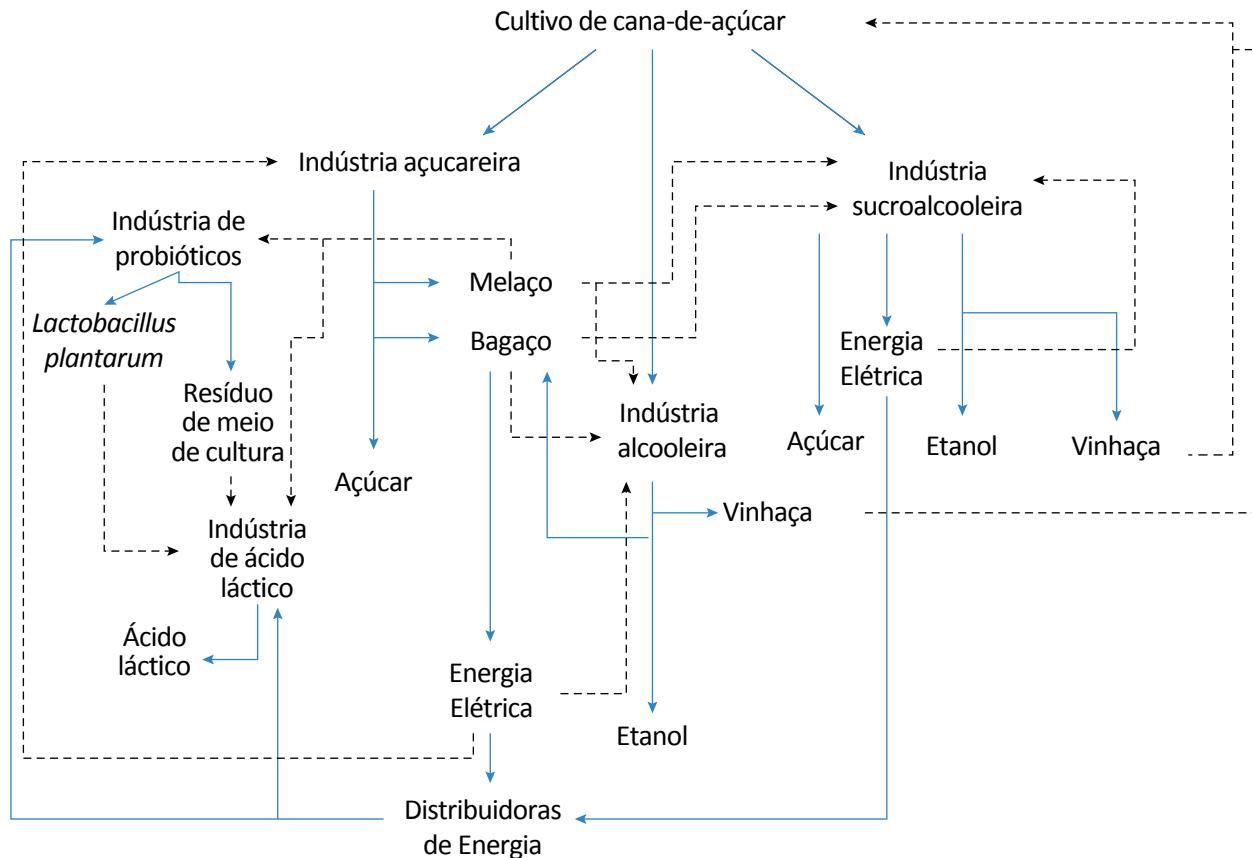 Cultivo de cana-de-açúcar
Indústria açucareira
Indústria
sucroalcooleira
Indústria de
probióticos
Melaço
Lactobacillus
plantarum
Bagaço
Energia
Elétrica
Resíduo
de meio
de cultura
Indústria
alcooleira
Açúcar
Etanol
Vinhaça
Açúcar
Vinhaça
Indústria
de ácido
láctico
Ácido
láctico
Energia
Elétrica
Etanol
Distribuidoras
de Energia